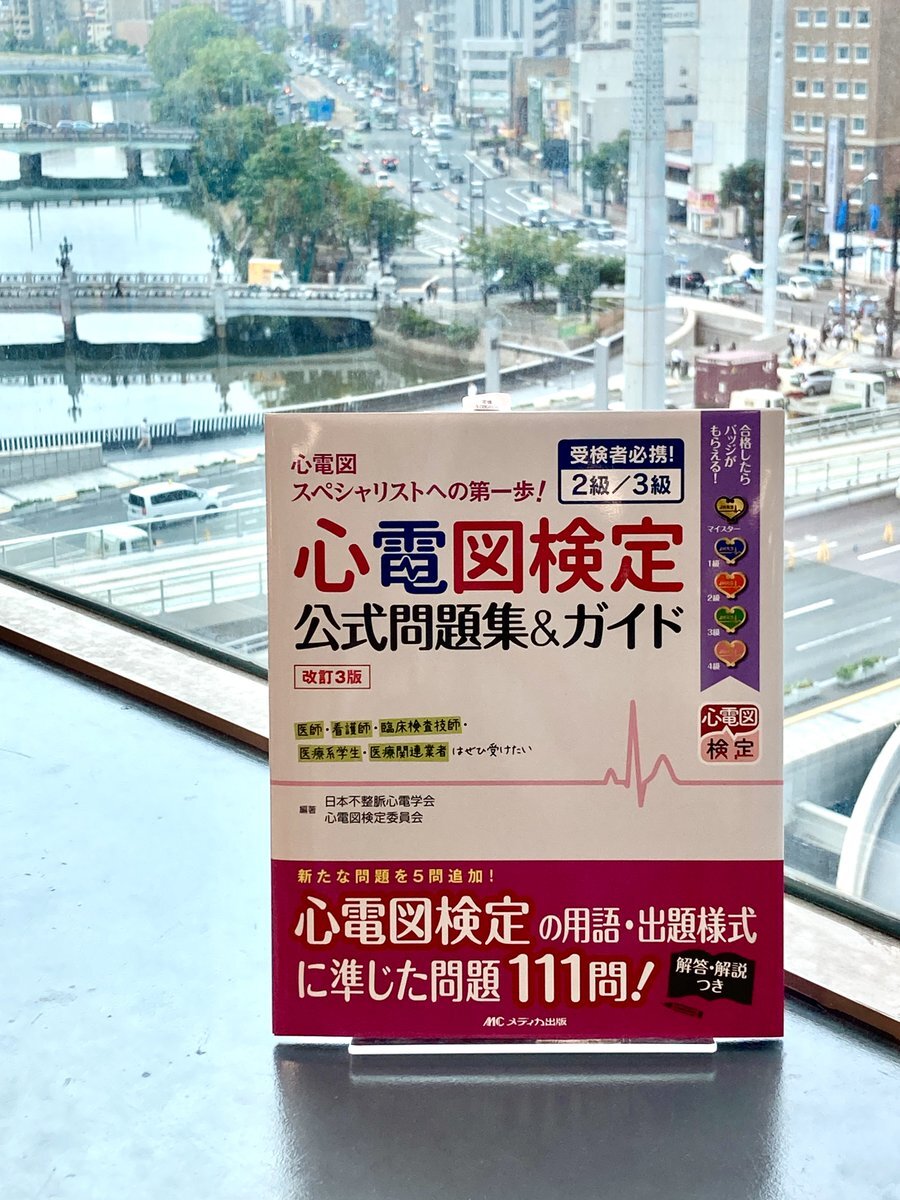 心電図
スペシャリストへの第一歩!
受検者必携!
2級/3級
心電図検定
公式問題集&ガイド
改訂3版
医師・看護師・臨床検査技師・
医療系学生・医療関連業者はぜひ受けたい
編著
日本不整脈心電学会
心電図検定委員会
合格したら
バッジが
もらえる!
マイスター
1級
2級
3級
4級
心電図
検定
新たな問題を5問追加!
心電図検定の用語・出題様式
に準じた問題111問!
解答・解説
つき
MC メディカ出版